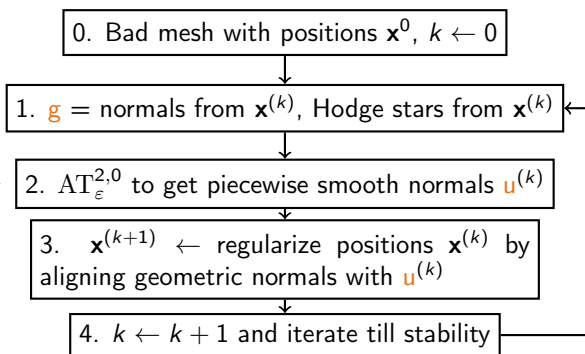 0. Bad mesh with positions x⁰, k ← 0
1. g = normals from x⁽ᵏ⁾, Hodge stars from x⁽ᵏ⁾
2. AT_ε^{2,0} to get piecewise smooth normals u⁽ᵏ⁾
3. x⁽ᵏ⁺¹⁾ ← regularize positions x⁽ᵏ⁾ by
aligning geometric normals with u⁽ᵏ⁾
4. k ← k + 1 and iterate till stability